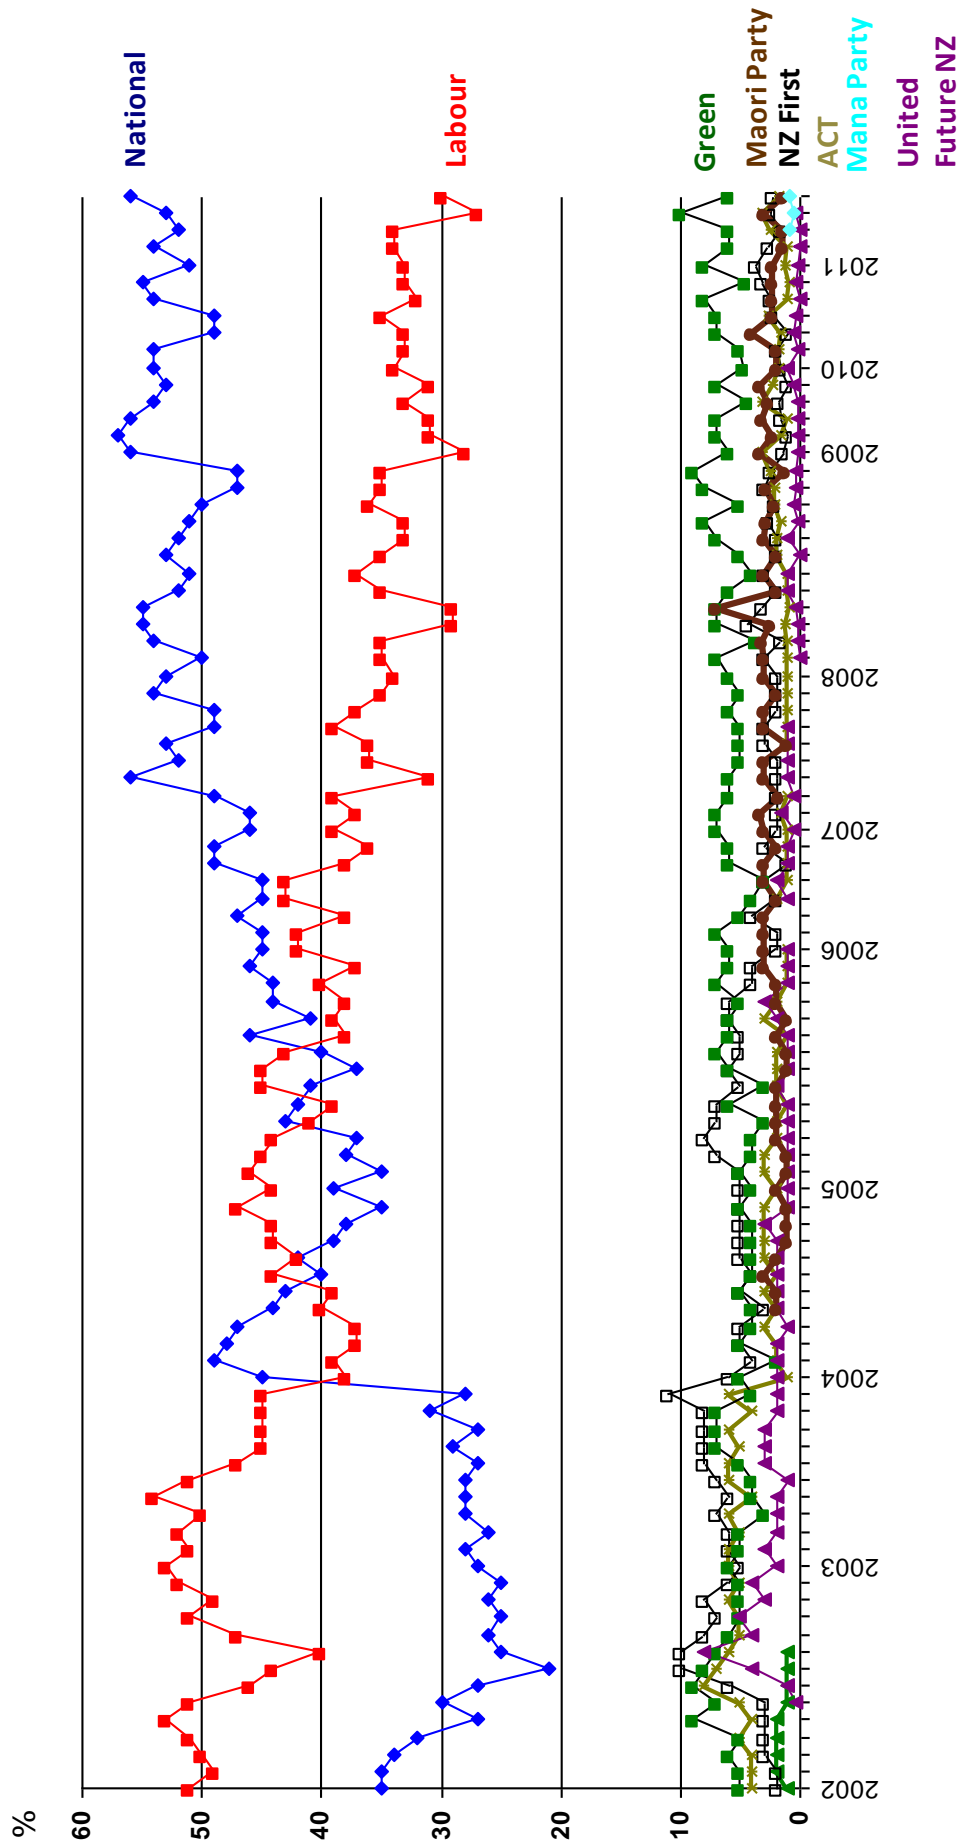 %
60
50
40
30
20
10
0
2002
2003
2004
2005
2006
2007
2008
2009
2010
2011
National
Labour
Green
Maori Party
NZ First
ACT
Mana Party
United
Future NZ